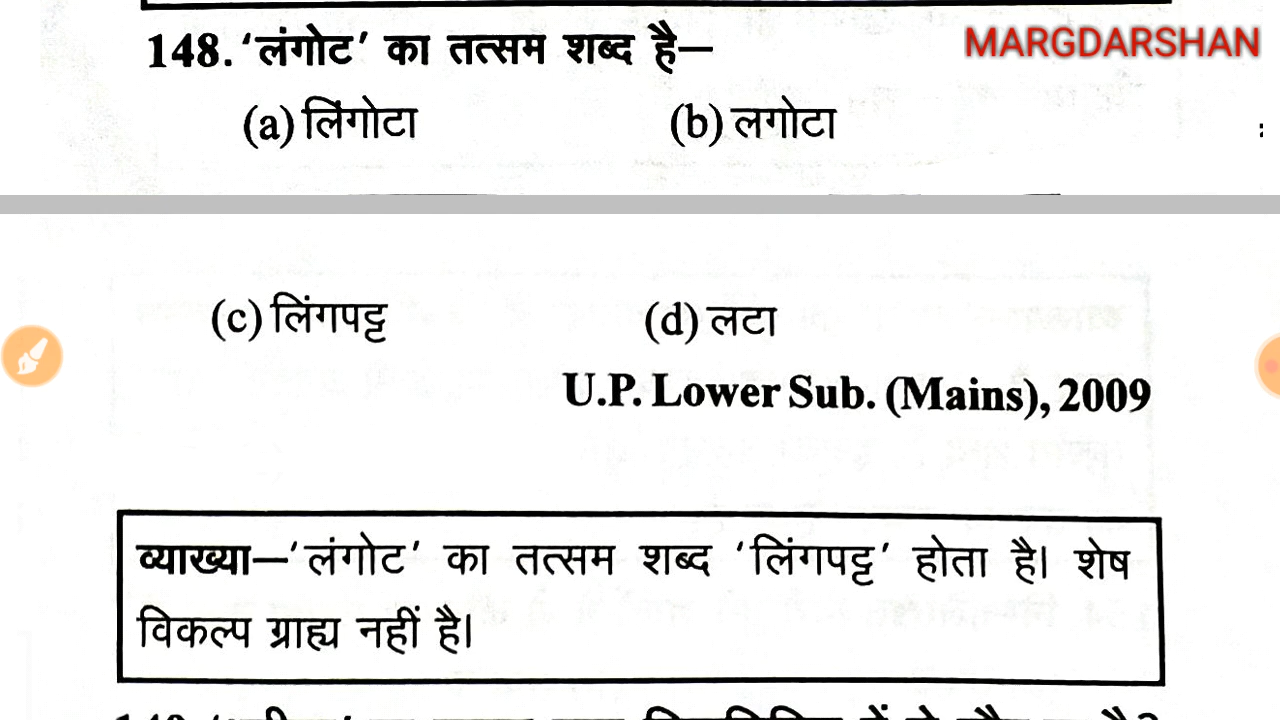 148. ‘लंगोट’ का तत्सम शब्द है–
MARGDARSHAN
(a) लिंगोटा (b) लगोटा
(c) लिंगपट्ट (d) लटा
U.P. Lower Sub. (Mains), 2009
व्याख्या–‘लंगोट’ का तत्सम शब्द ‘लिंगपट्ट’ होता है। शेष
विकल्प ग्राह्य नहीं है।